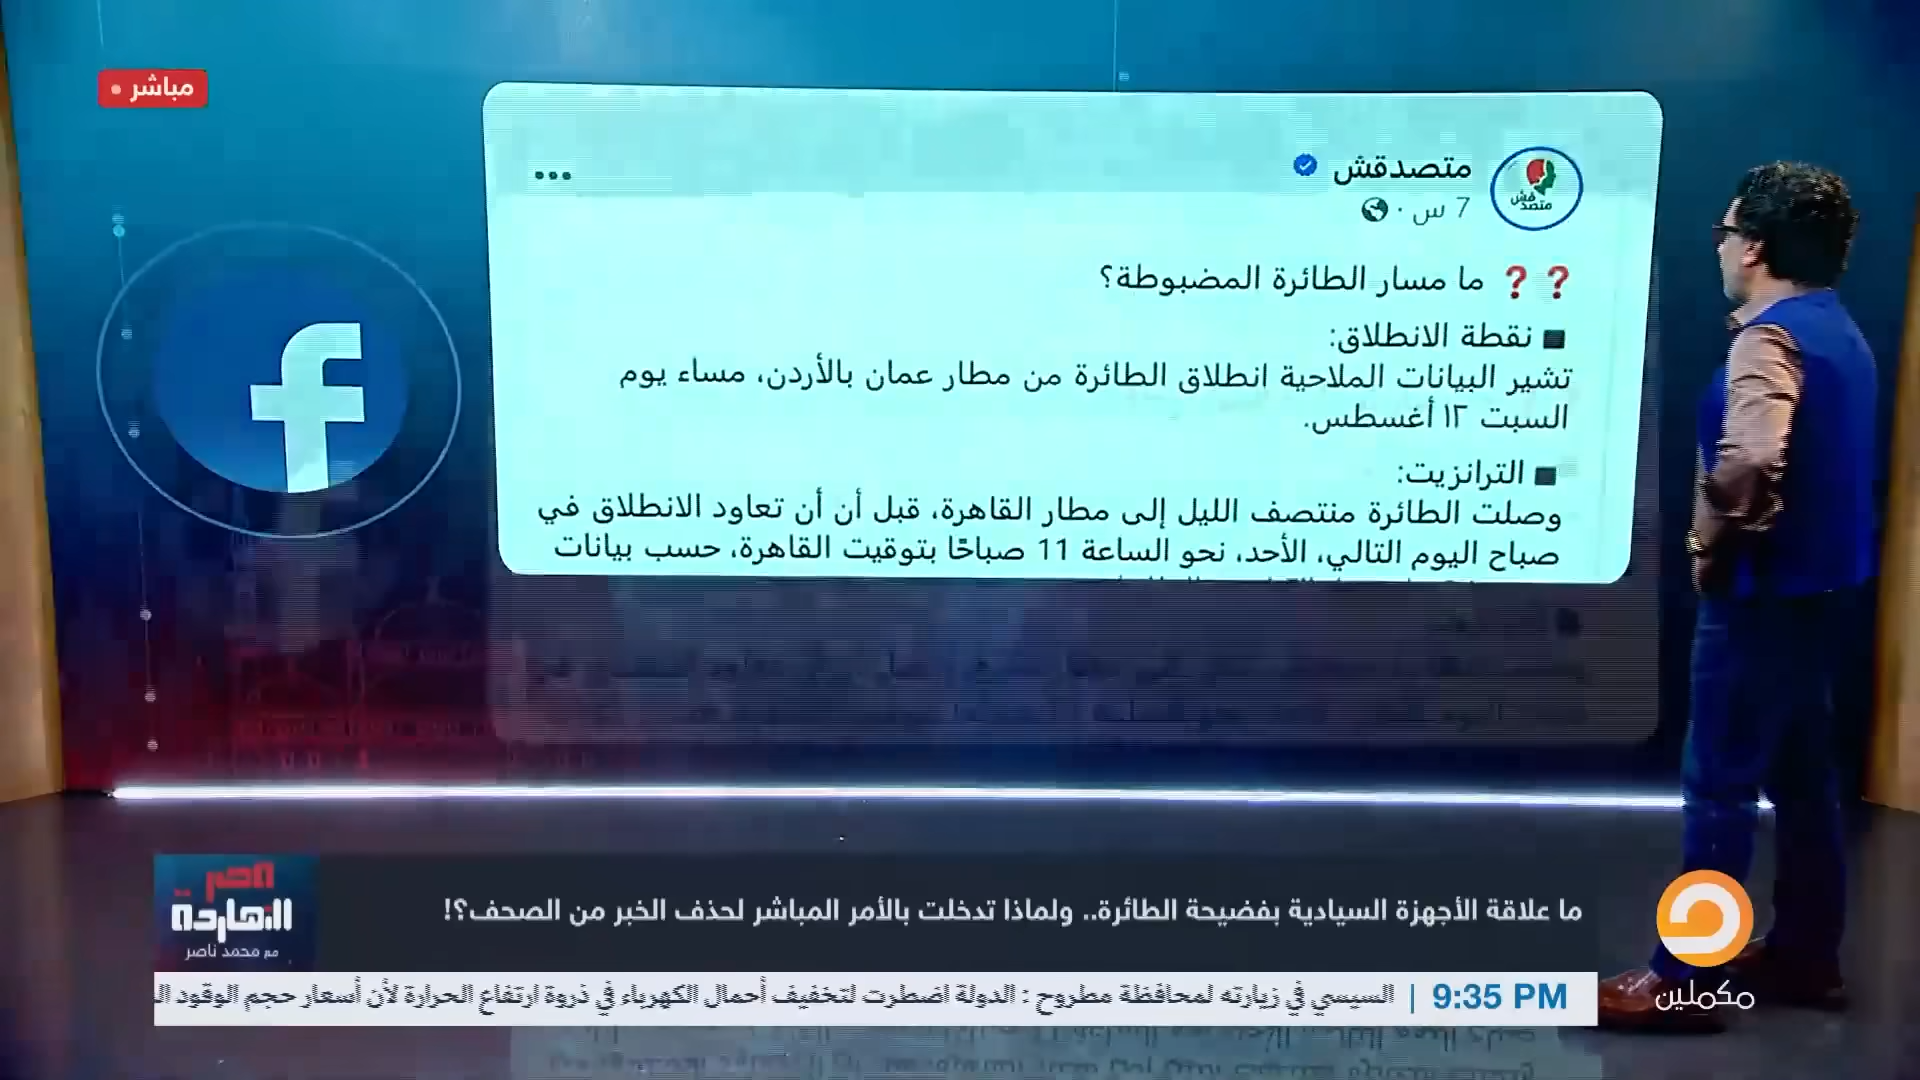 مباشر
متصدقش
7 س
متصدقش
❓❓ ما مسار الطائرة المضبوطة؟
■ نقطة الانطلاق:
تشير البيانات الملاحية انطلاق الطائرة من مطار عمان بالأردن، مساء يوم
السبت ١٢ أغسطس.
■ الترانزيت:
وصلت الطائرة منتصف الليل إلى مطار القاهرة، قبل أن أن تعاود الانطلاق في
صباح اليوم التالي، الأحد، نحو الساعة 11 صباحًا بتوقيت القاهرة، حسب بيانات
ما علاقة الأجهزة السيادية بفضيحة الطائرة.. ولماذا تدخلت بالأمر المباشر لحذف الخبر من الصحف؟!
مصر
النهاردة
مع محمد ناصر
9:35 PM | السيسي في زيارته لمحافظة مطروح : الدولة اضطرت لتخفيف أحمال الكهرباء في ذروة ارتفاع الحرارة لأن أسعار حجم الوقود
مكملين